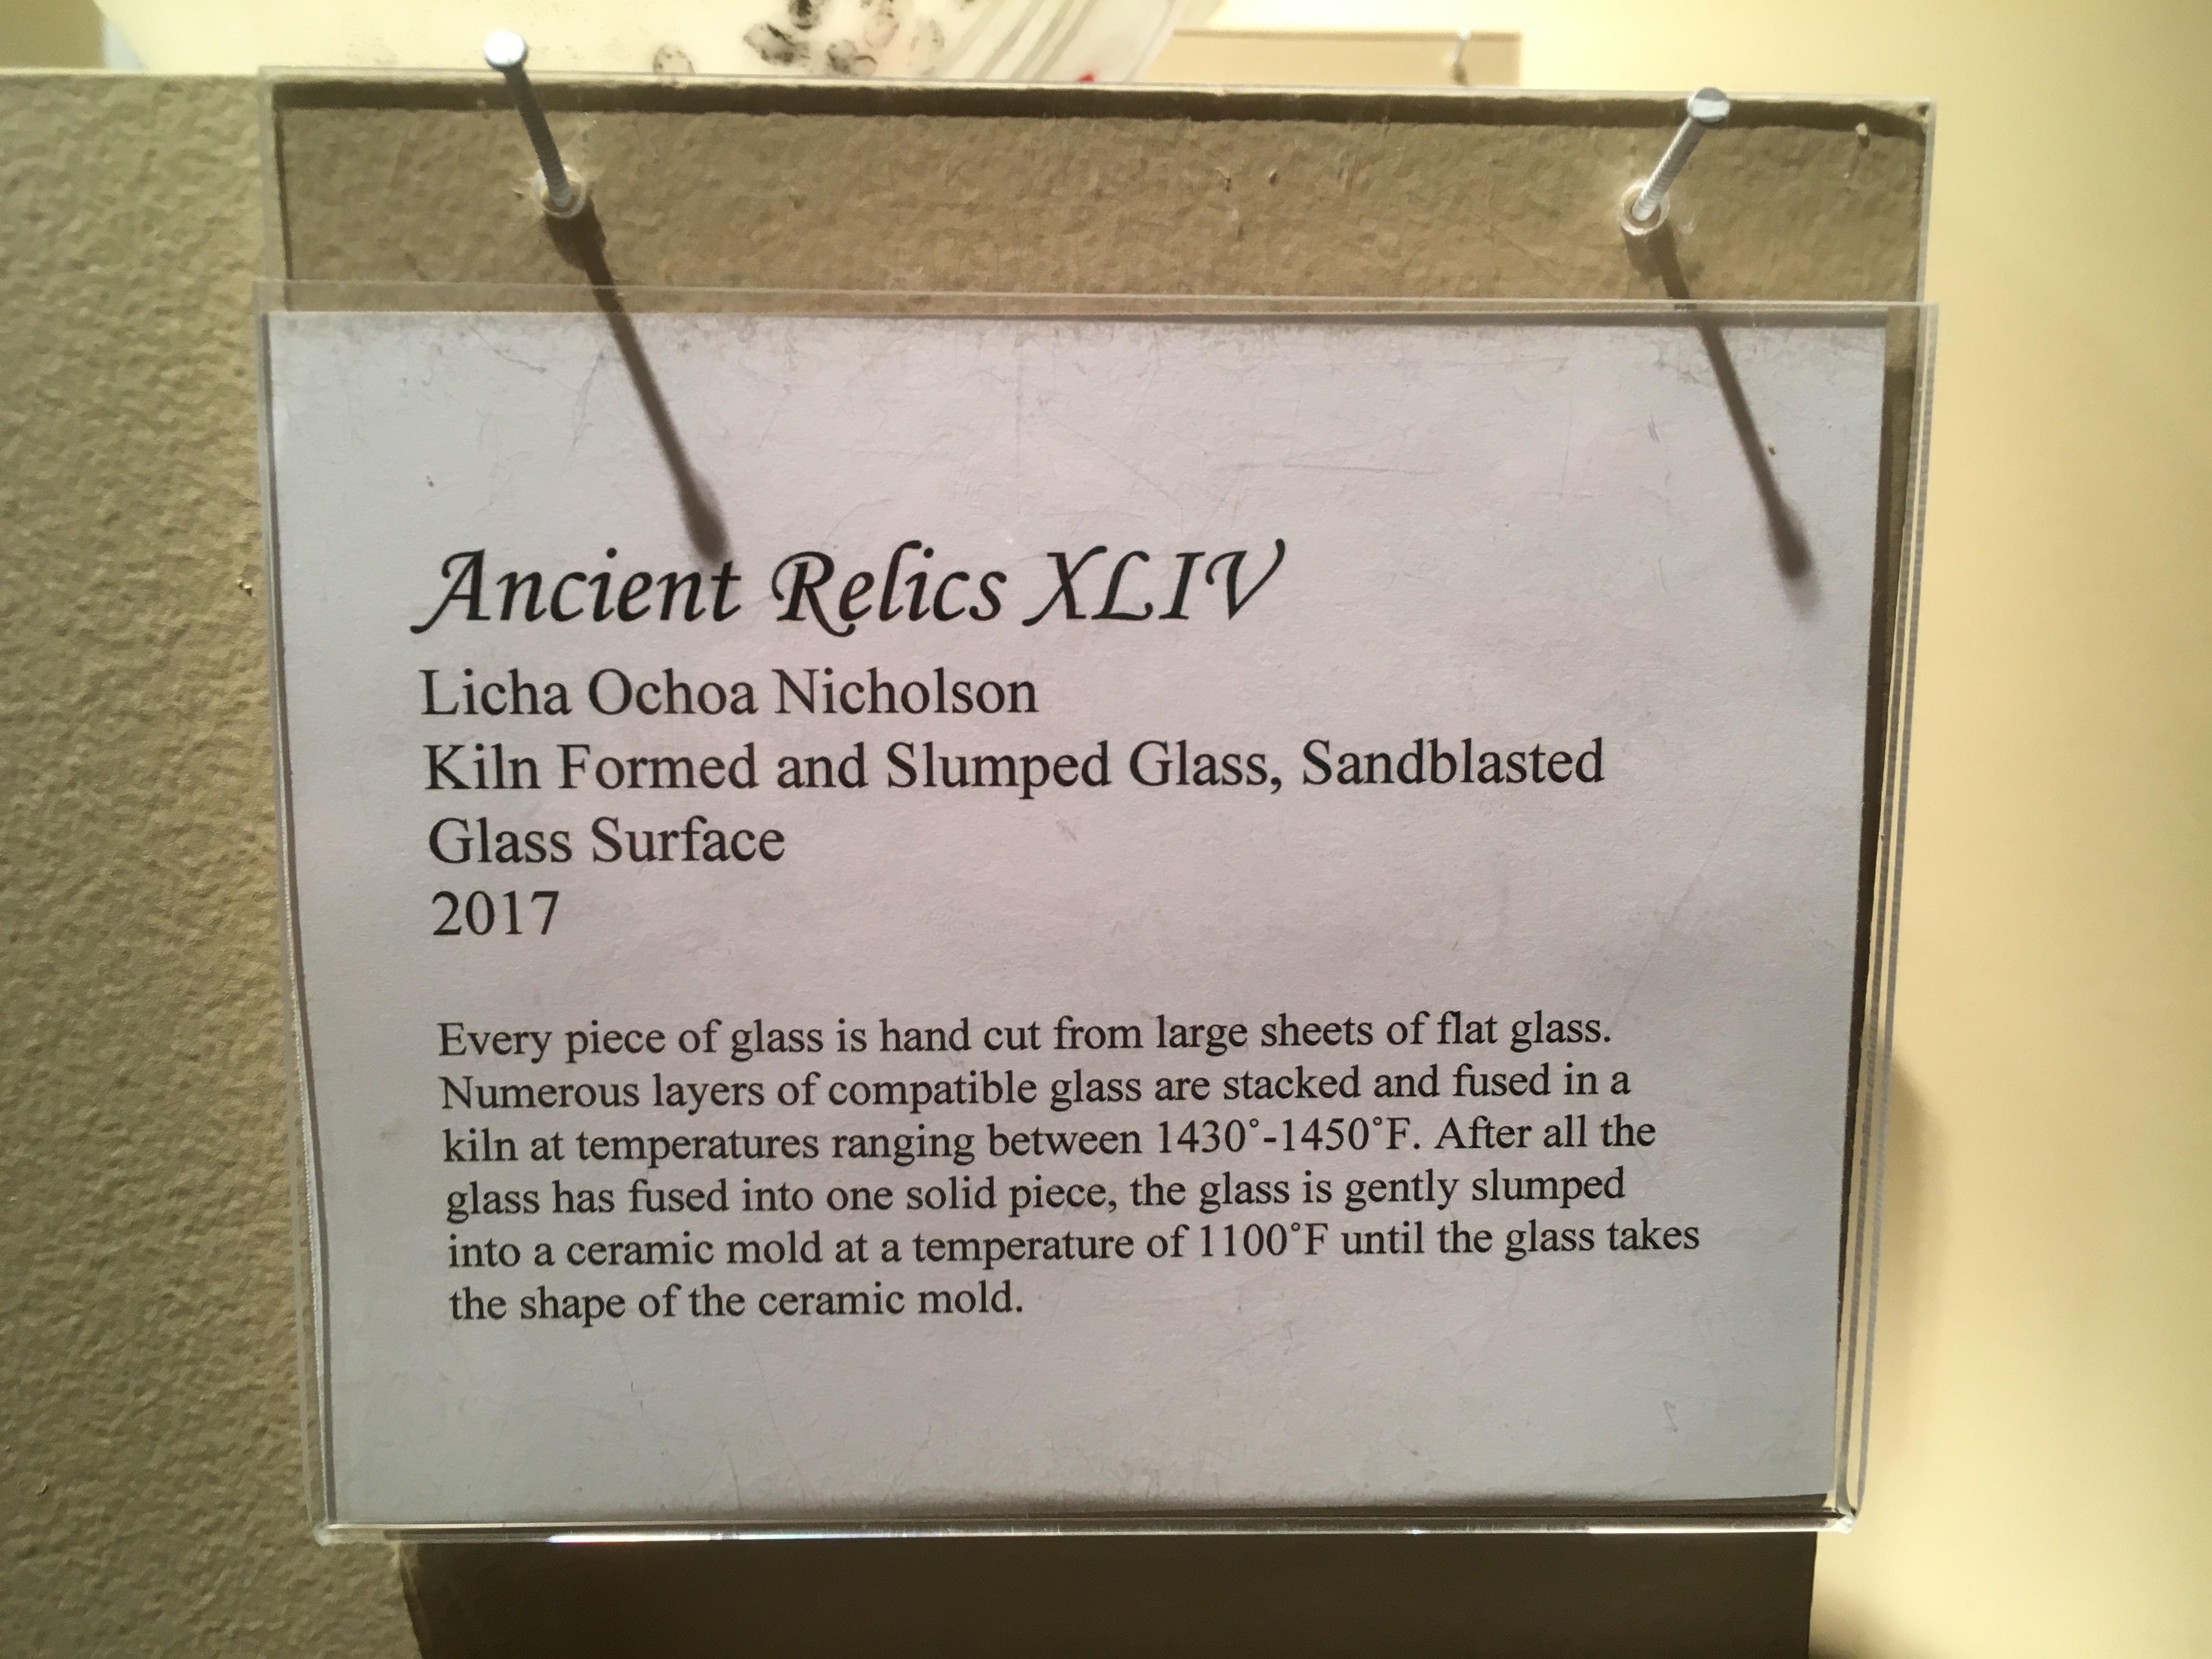 Ancient Relics XLIV
Licha Ochoa Nicholson
Kiln Formed and Slumped Glass, Sandblasted
Glass Surface
2017
Every piece of glass is hand cut from large sheets of flat glass.
Numerous layers of compatible glass are stacked and fused in a
kiln at temperatures ranging between 1430˚-1450˚F. After all the
glass has fused into one solid piece, the glass is gently slumped
into a ceramic mold at a temperature of 1100˚F until the glass takes
the shape of the ceramic mold.